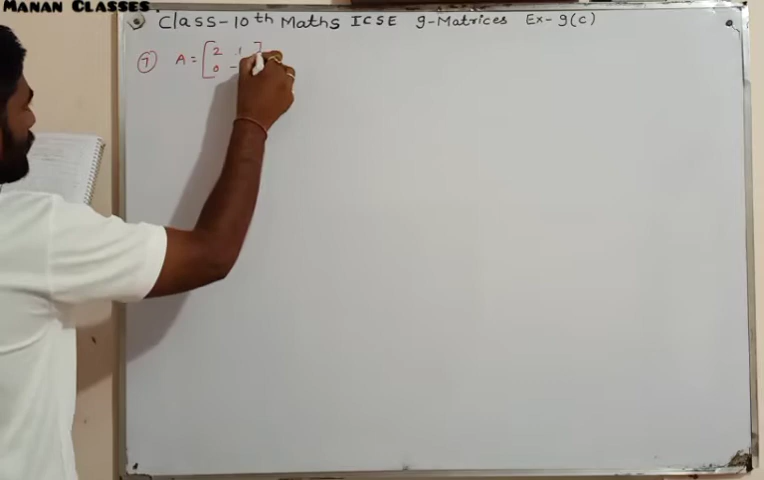 MANAN CLASSES.
Class-10th Maths ICSE 9-Matrices Ex-9(C)
7 A = [ 2 1
0 -